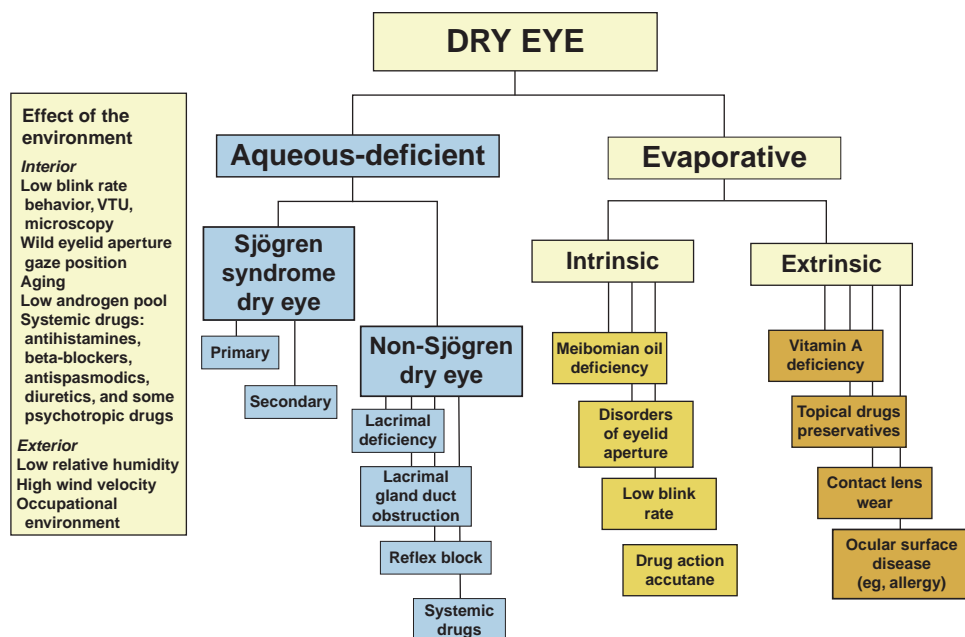 DRY EYE
Effect of the
environment
Interior
Low blink rate
behavior, VTU,
microscopy
Wild eyelid aperture
gaze position
Aging
Low androgen pool
Systemic drugs:
antihistamines,
beta-blockers,
antispasmodics,
diuretics, and some
psychotropic drugs
Exterior
Low relative humidity
High wind velocity
Occupational
environment
Aqueous-deficient
Sjögren
syndrome
dry eye
Primary
Secondary
Non-Sjögren
dry eye
Lacrimal
deficiency
Lacrimal
gland duct
obstruction
Reflex block
Systemic
drugs
Evaporative
Intrinsic
Meibomian oil
deficiency
Disorders
of eyelid
aperture
Low blink
rate
Drug action
accutane
Extrinsic
Vitamin A
deficiency
Topical drugs
preservatives
Contact lens
wear
Ocular surface
disease
(eg, allergy)